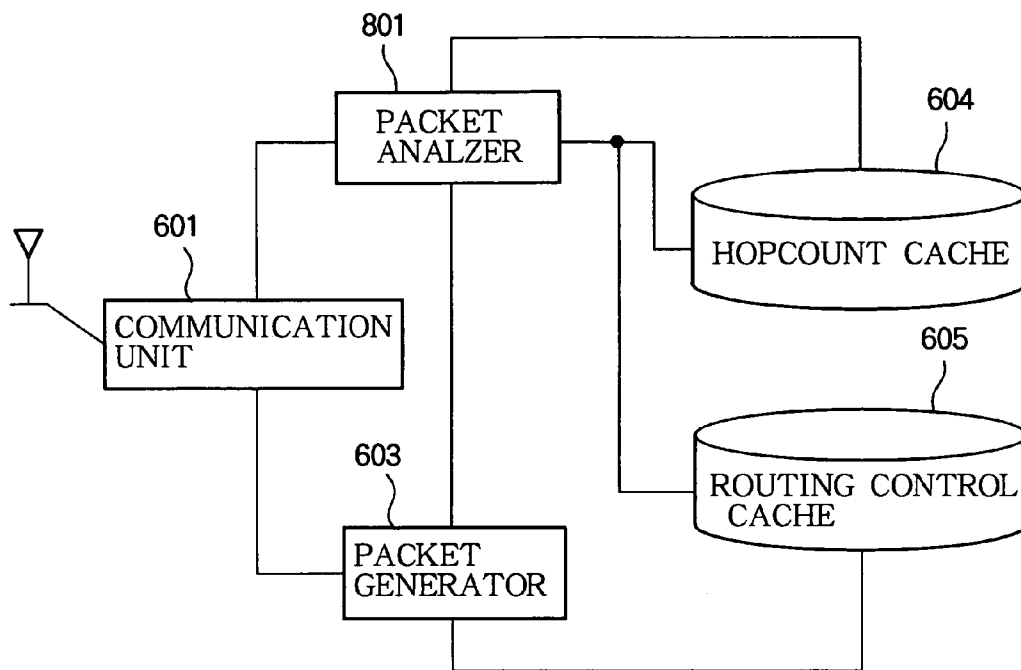 801
PACKET
ANALZER
604
HOPCOUNT CACHE
601
COMMUNICATION
UNIT
605
ROUTING CONTROL
CACHE
603
PACKET
GENERATOR